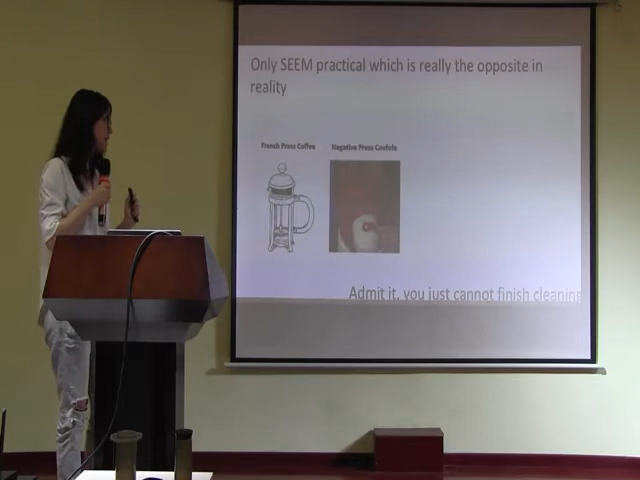 Only SEEM practical which is really the opposite in
reality
French Press Coffee
Negative Press Covfefe
Admit it, you just cannot finish cleaning